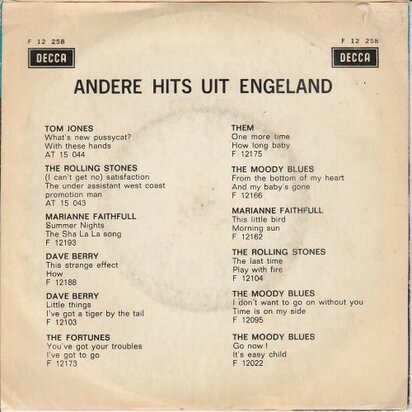 F 12 258
DECCA
F 12 258
DECCA
ANDERE HITS UIT ENGELAND
TOM JONES
What's new pussycat?
With these hands
AT 15 044
THE ROLLING STONES
(I can't get no) satisfaction
The under assistant west coast
promotion man
AT 15 043
MARIANNE FAITHFULL
Summer Nights
The Sha La La song
F 12193
DAVE BERRY
This strange effect
How
F 12188
DAVE BERRY
Little things
I've got a tiger by the tail
F 12103
THE FORTUNES
You've got your troubles
I've got to go
F 12173
THEM
One more time
How long baby
F 12175
THE MOODY BLUES
From the bottom of my heart
And my baby's gone
F 12166
MARIANNE FAITHFULL
This little bird
Morning sun
F 12162
THE ROLLING STONES
The last time
Play with fire
F 12104
THE MOODY BLUES
I don't want to go on without you
Time is on my side
F 12095
THE MOODY BLUES
Go now!
It's easy child
F 12022